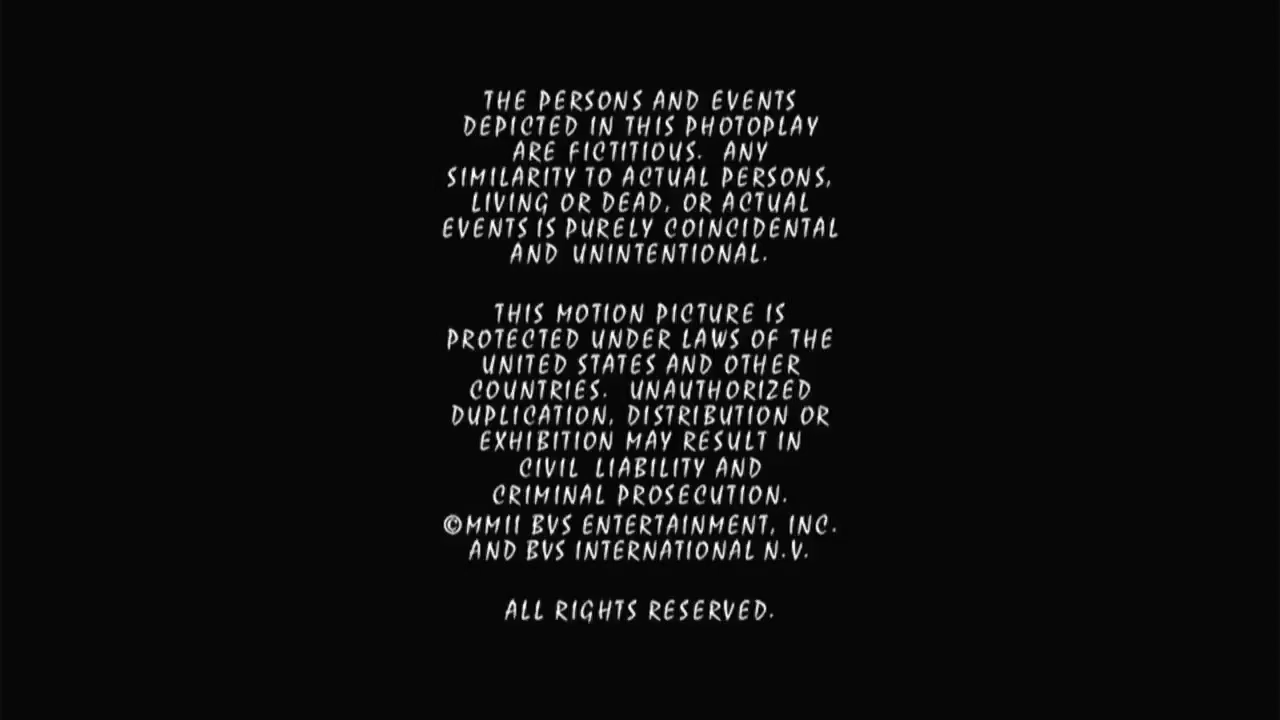 THE PERSONS AND EVENTS
DEPICTED IN THIS PHOTOPLAY
ARE FICTITIOUS. ANY
SIMILARITY TO ACTUAL PERSONS,
LIVING OR DEAD, OR ACTUAL
EVENTS IS PURELY COINCIDENTAL
AND UNINTENTIONAL.
THIS MOTION PICTURE IS
PROTECTED UNDER LAWS OF THE
UNITED STATES AND OTHER
COUNTRIES. UNAUTHORIZED
DUPLICATION, DISTRIBUTION OR
EXHIBITION MAY RESULT IN
CIVIL LIABILITY AND
CRIMINAL PROSECUTION.
©MMII BVS ENTERTAINMENT, INC.
AND BVS INTERNATIONAL N.V.
ALL RIGHTS RESERVED.